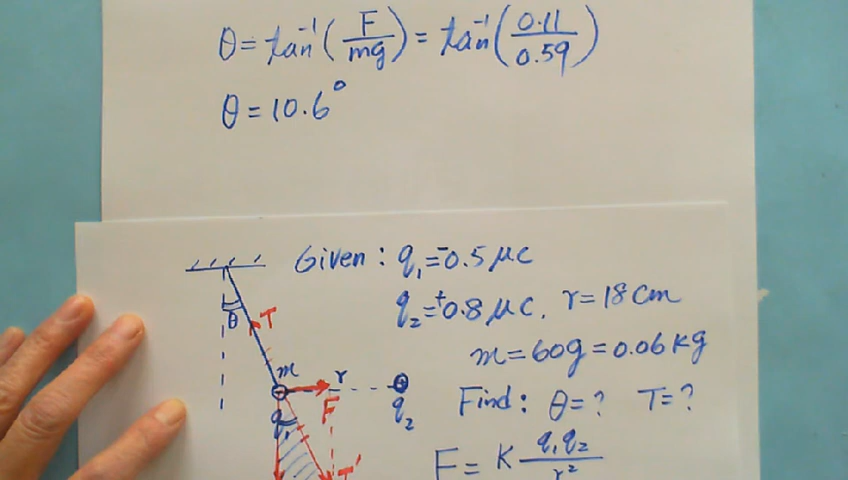 θ = tan⁻¹(F/mg) = tan⁻¹(0.11/0.59)
θ = 10.6°
Given : q₁ = -0.5 μC
q₂ = +0.8 μC. r = 18 cm
m = 60g = 0.06 kg
Find : θ = ? T = ?
F = K q₁q₂/r²
θ
T
m
r
F
q₁
q₂
T'